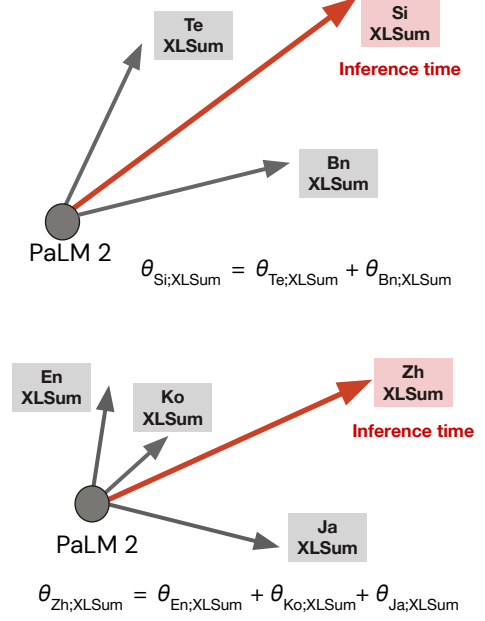 Te
XLSum
Si
XLSum
Inference time
Bn
XLSum
PaLM 2
θSi;XLSum = θTe;XLSum + θBn;XLSum
En
XLSum
Ko
XLSum
Zh
XLSum
Inference time
Ja
XLSum
PaLM 2
θZh;XLSum = θEn;XLSum + θKo;XLSum+ θJa;XLSum